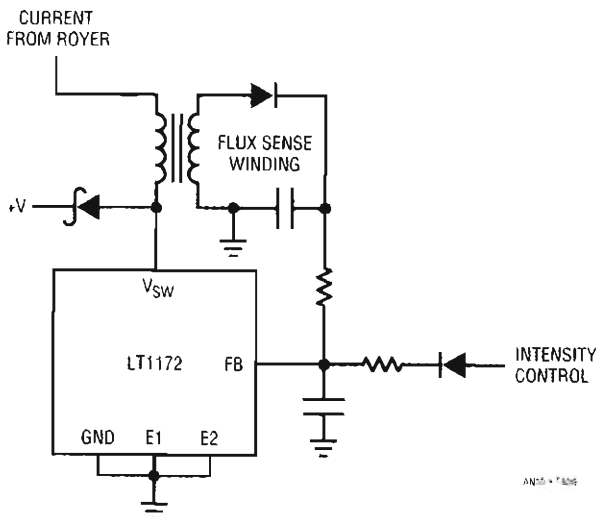 CURRENT
FROM ROYER
FLUX SENSE
WINDING
+V
VSW
LT1172
FB
INTENSITY
CONTROL
GND
E1
E2